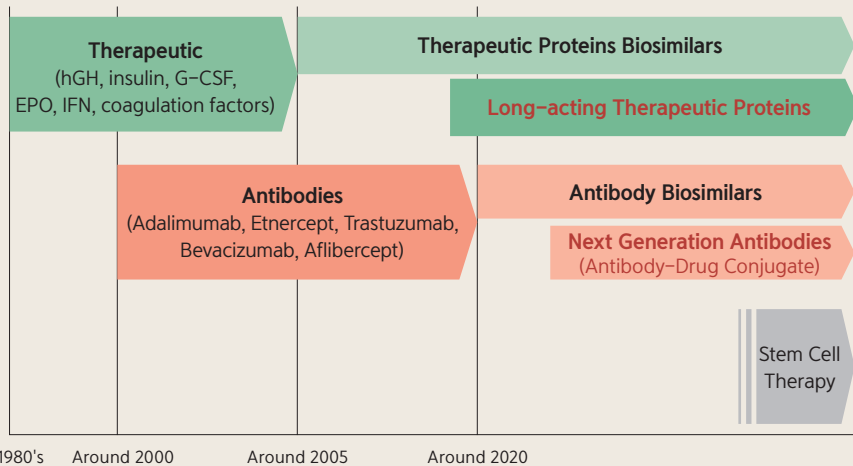 Therapeutic
(hGH, insulin, G-CSF,
EPO, IFN, coagulation factors)
Therapeutic Proteins Biosimilars
Long-acting Therapeutic Proteins
Antibodies
(Adalimumab, Etnercept, Trastuzumab,
Bevacizumab, Aflibercept)
Antibody Biosimilars
Next Generation Antibodies
(Antibody-Drug Conjugate)
Stem Cell
Therapy
1980's
Around 2000
Around 2005
Around 2020